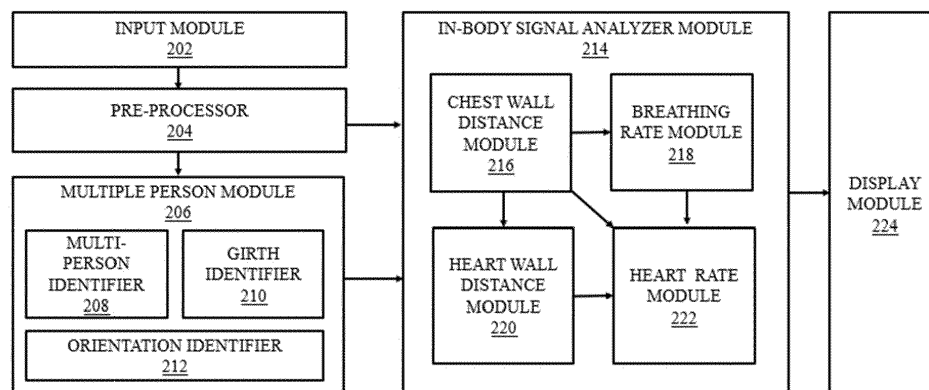 INPUT MODULE
202
PRE-PROCESSOR
204
MULTIPLE PERSON MODULE
206
MULTI-
PERSON
IDENTIFIER
208
GIRTH
IDENTIFIER
210
ORIENTATION IDENTIFIER
212
IN-BODY SIGNAL ANALYZER MODULE
214
CHEST WALL
DISTANCE
MODULE
216
BREATHING
RATE MODULE
218
HEART WALL
DISTANCE
MODULE
220
HEART RATE
MODULE
222
DISPLAY
MODULE
224